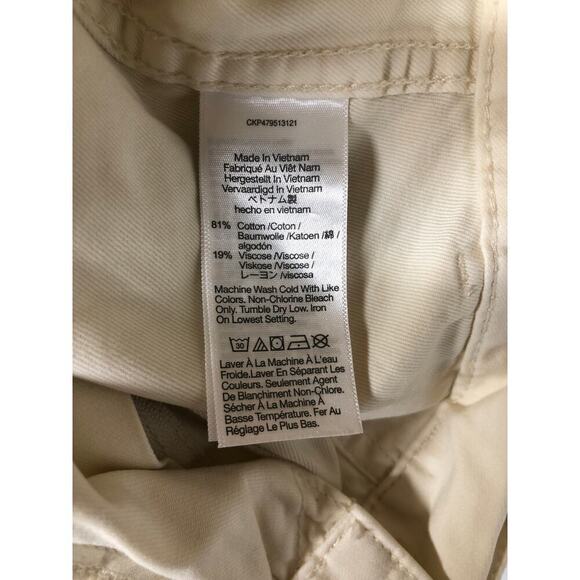 CKP479513121
Made In Vietnam
Fabriqué Au Viêt Nam
Hergestellt In Vietnam
Vervaardigd in Vietnam
ベトナム製
hecho en vietnam
81% Cotton /Coton /
Baumwolle /Katoen /綿 /
algodón
19% Viscose /Viscose /
Viskose /Viscose /
レーヨン /viscosa
Machine Wash Cold With Like
Colors. Non-Chlorine Bleach
Only. Tumble Dry Low. Iron
On Lowest Setting.
30
Laver À La Machine À L'eau
Froide.Laver En Séparant Les
Couleurs. Seulement Agent
De Blanchiment Non-Chlore.
Sécher À La Machine À
Basse Température. Fer Au
Réglage Le Plus Bas.